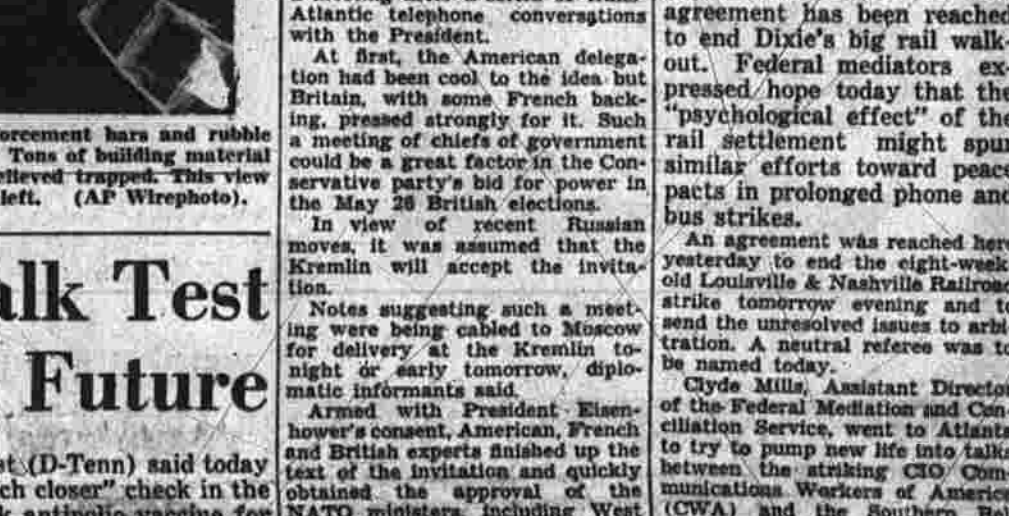 orcement bars and rubble
Tons of building material
elieved trapped. This view
left. (AP Wirephoto).
alk Test
Future
st (D-Tenn) said today
ch closer" check in the
antipolio vaccine for
Atlantic telephone conversations
with the President.
At first, the American delega-
tion had been cool to the idea but
Britain, with some French back-
ing, pressed strongly for it. Such
a meeting of chiefs of government
could be a great factor in the Con-
servative party's bid for power in
the May 26 British elections.
In view of recent Russian
moves, it was assumed that the
Kremlin will accept the invita-
tion.
Notes suggesting such a meet-
ing were being cabled to Moscow
for delivery at the Kremlin to-
night or early tomorrow, diplo-
matic informants said.
Armed with President Eisen-
hower's consent, American, French
and British experts finished up the
text of the invitation and quickly
obtained the approval of the
NATO ministers, including West
agreement has been reached
to end Dixie's big rail walk-
out. Federal mediators ex-
pressed hope today that the
"psychological effect" of the
rail settlement might spur
similar efforts toward peace
pacts in prolonged phone and
bus strikes.
An agreement was reached here
yesterday to end the eight-week-
old Louisville & Nashville Railroad
strike tomorrow evening and to
send the unresolved issues to arbi-
tration. A neutral referee was to
be named today.
Clyde Mills, Assistant Director
of the Federal Mediation and Con-
ciliation Service, went to Atlanta
to try to pump new life into talks
between the striking CIO Com-
munications Workers of America
(CWA) and the Southern Bel